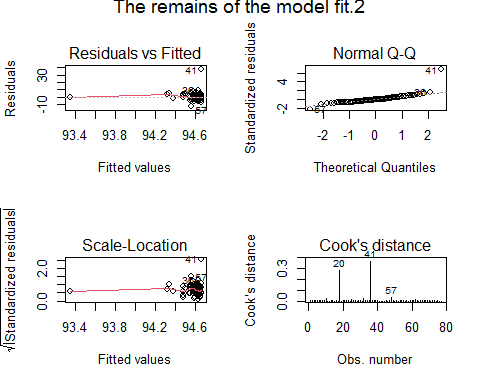 The remains of the model fit.2
Residuals vs Fitted
Residuals
30
-10
41
57
93.4 93.8 94.2 94.6
Fitted values
Normal Q-Q
Standardized residuals
4
-2
41
57
-2 -1 0 1 2
Theoretical Quantiles
Scale-Location
√|Standardized residuals|
2.0
0.0
41
57
93.4 93.8 94.2 94.6
Fitted values
Cook's distance
Cook's distance
0.3
0.0
20
41
57
0 20 40 60 80
Obs. number